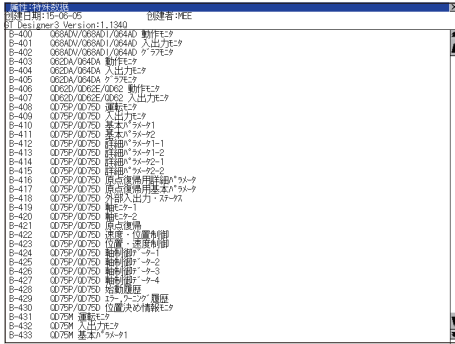 属性:特殊数据
创建日期:15-06-05 创建者:MEE
GT Designer3 Version:1.134Q
B-400 Q68ADV/Q68ADI/Q64AD 動作ﾓﾆﾀ
B-401 Q68ADV/Q68ADI/Q64AD 入出力ﾓﾆﾀ
B-402 Q68ADV/Q68ADI/Q64AD ｸﾞﾗﾌﾓﾆﾀ
B-403 Q62DA/Q64DA 動作ﾓﾆﾀ
B-404 Q62DA/Q64DA 入出力ﾓﾆﾀ
B-405 Q62DA/Q64DA ｸﾞﾗﾌﾓﾆﾀ
B-406 QD62D/QD62E/QD62 動作ﾓﾆﾀ
B-407 QD62D/QD62E/QD62 入出力ﾓﾆﾀ
B-408 QD75P/QD75D 運転ﾓﾆﾀ
B-409 QD75P/QD75D 入出力ﾓﾆﾀ
B-410 QD75P/QD75D 基本ﾊﾟﾗﾒｰﾀ1
B-411 QD75P/QD75D 基本ﾊﾟﾗﾒｰﾀ2
B-412 QD75P/QD75D 詳細ﾊﾟﾗﾒｰﾀ1-1
B-413 QD75P/QD75D 詳細ﾊﾟﾗﾒｰﾀ1-2
B-414 QD75P/QD75D 詳細ﾊﾟﾗﾒｰﾀ2-1
B-415 QD75P/QD75D 詳細ﾊﾟﾗﾒｰﾀ2-2
B-416 QD75P/QD75D 原点復帰用詳細ﾊﾟﾗﾒｰﾀ
B-417 QD75P/QD75D 原点復帰用基本ﾊﾟﾗﾒｰﾀ
B-418 QD75P/QD75D 外部入出力・ｽﾃｰﾀｽ
B-419 QD75P/QD75D 軸ﾓﾆﾀｰ1
B-420 QD75P/QD75D 軸ﾓﾆﾀｰ2
B-421 QD75P/QD75D 原点復帰
B-422 QD75P/QD75D 速度・位置制御
B-423 QD75P/QD75D 位置・速度制御
B-424 QD75P/QD75D 軸制御ﾃﾞｰﾀｰ1
B-425 QD75P/QD75D 軸制御ﾃﾞｰﾀｰ2
B-426 QD75P/QD75D 軸制御ﾃﾞｰﾀｰ3
B-427 QD75P/QD75D 軸制御ﾃﾞｰﾀｰ4
B-428 QD75P/QD75D 始動履歴
B-429 QD75P/QD75D ｴﾗｰ,ﾜｰﾆﾝｸﾞ履歴
B-430 QD75P/QD75D 位置決め情報ﾓﾆﾀ
B-431 QD75M 運転ﾓﾆﾀ
B-432 QD75M 入出力ﾓﾆﾀ
B-433 QD75M 基本ﾊﾟﾗﾒｰﾀ1